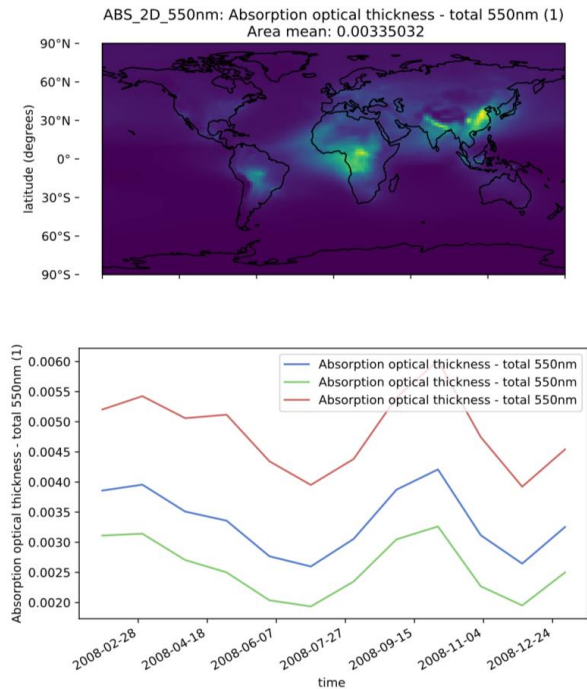 ABS_2D_550nm: Absorption optical thickness - total 550nm (1)
Area mean: 0.00335032
latitude (degrees)
90°N
60°N
30°N
0°
30°S
60°S
90°S
Absorption optical thickness - total 550nm (1)
0.0060
0.0055
0.0050
0.0045
0.0040
0.0035
0.0030
0.0025
0.0020
Absorption optical thickness - total 550nm
Absorption optical thickness - total 550nm
Absorption optical thickness - total 550nm
2008-02-28
2008-04-18
2008-06-07
2008-07-27
2008-09-15
2008-11-04
2008-12-24
time